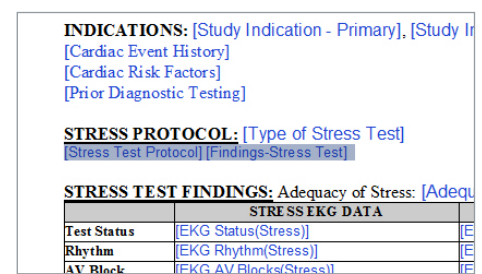 INDICATIONS: [Study Indication - Primary], [Study
[Cardiac Event History]
[Cardiac Risk Factors]
[Prior Diagnostic Testing]
STRESS PROTOCOL: [Type of Stress Test]
[Stress Test Protocol] [Findings-Stress Test]
STRESS TEST FINDINGS: Adequacy of Stress:
STRESS EKG DATA
Test Status [EKG Status(Stress)] [E
Rhythm [EKG Rhythm(Stress)] [E
AV Block [EKG AV Blocks(Stress)] [E